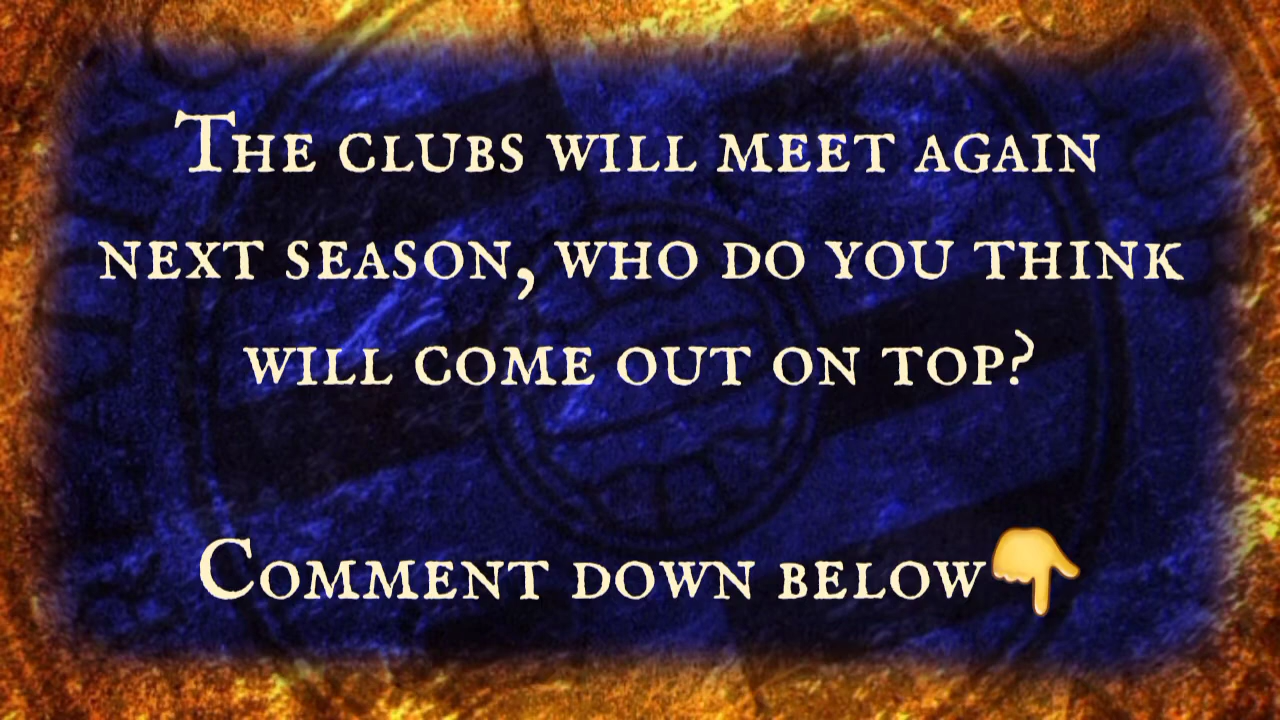 The clubs will meet again
next season, who do you think
will come out on top?
Comment down below👇